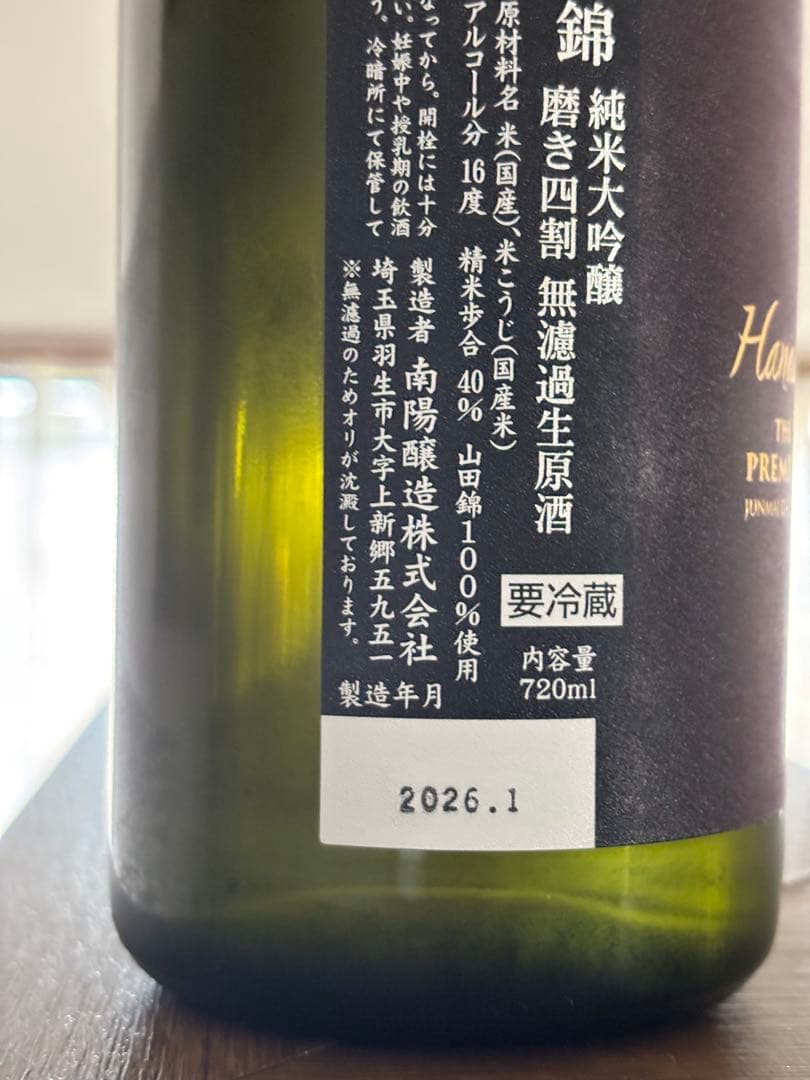 錦
純米大吟醸
磨き四割 無濾過生原酒
要冷蔵
内容量
720ml
原材料名 米(国産)、米こうじ(国産米)
アルコール分 16度 精米歩合 40% 山田錦100%使用
なってから。開栓には十分
い。妊娠中や授乳期の飲酒
う。冷暗所にて保管して
製造者 南陽醸造株式会社
埼玉県羽生市大字上新郷五九五一
※無濾過のためオリが沈澱しております。
製造年月
2026.1